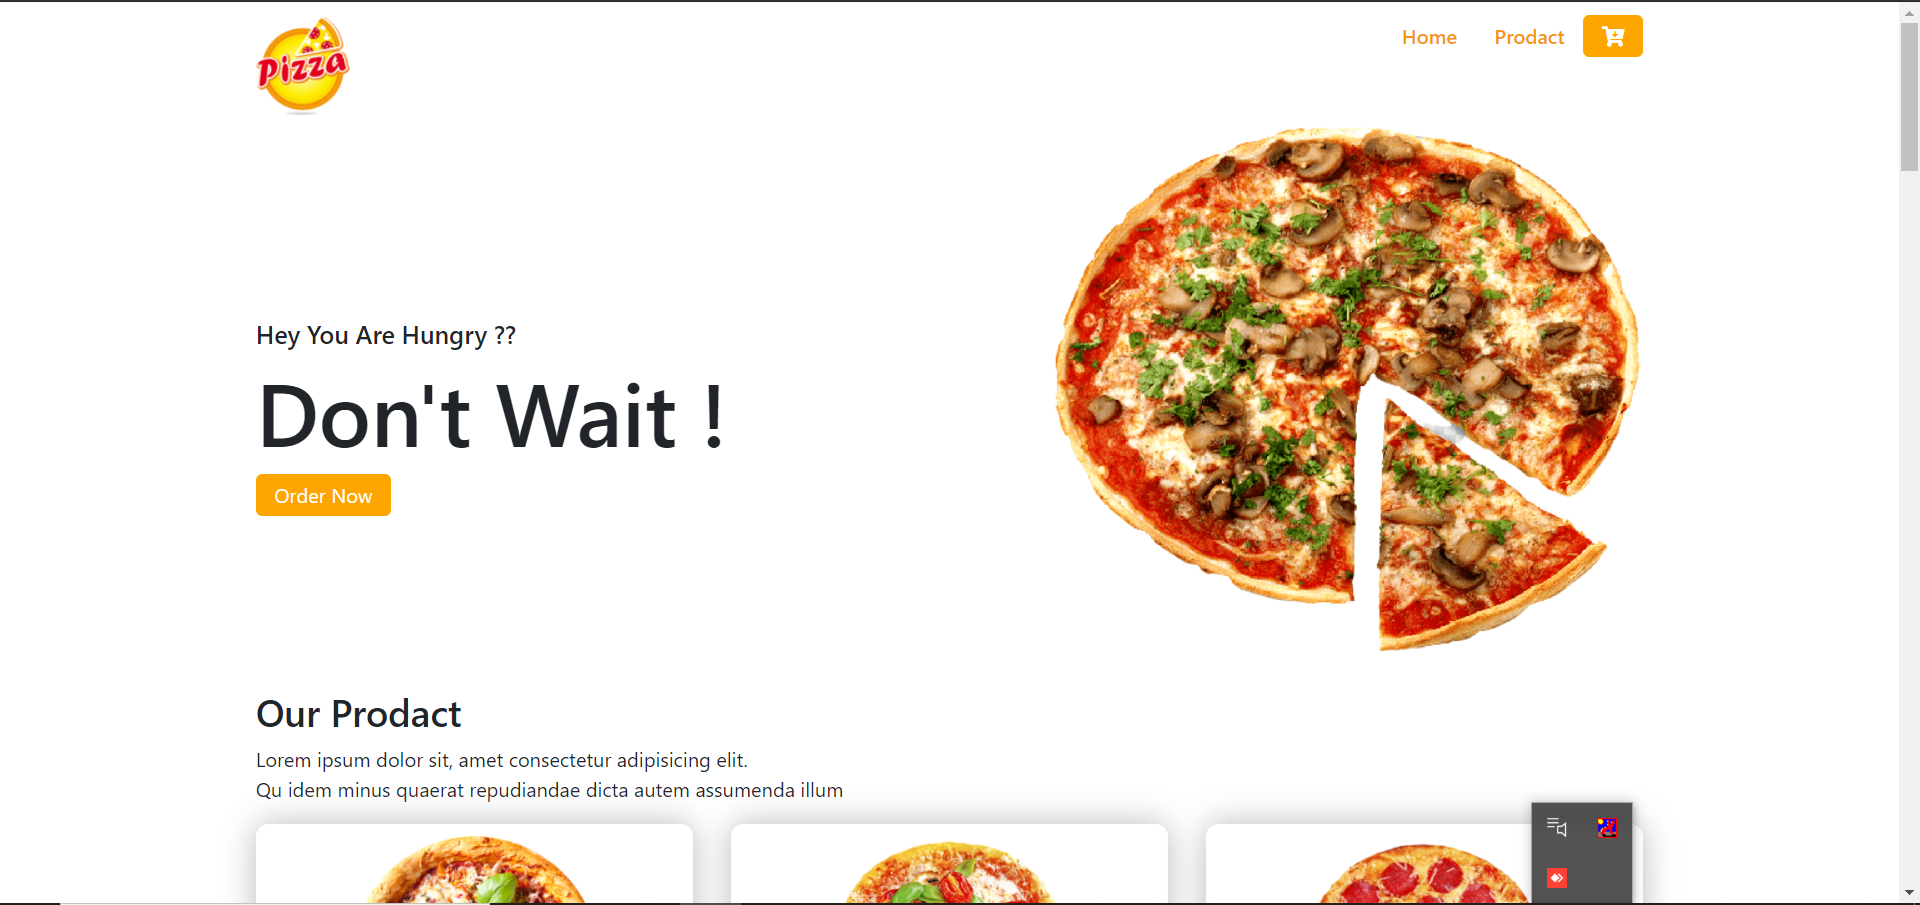 Pizza
Home
Prodact
Hey You Are Hungry ??
Don't Wait !
Order Now
Our Prodact
Lorem ipsum dolor sit, amet consectetur adipisicing elit.
Qu idem minus quaerat repudiandae dicta autem assumenda illum